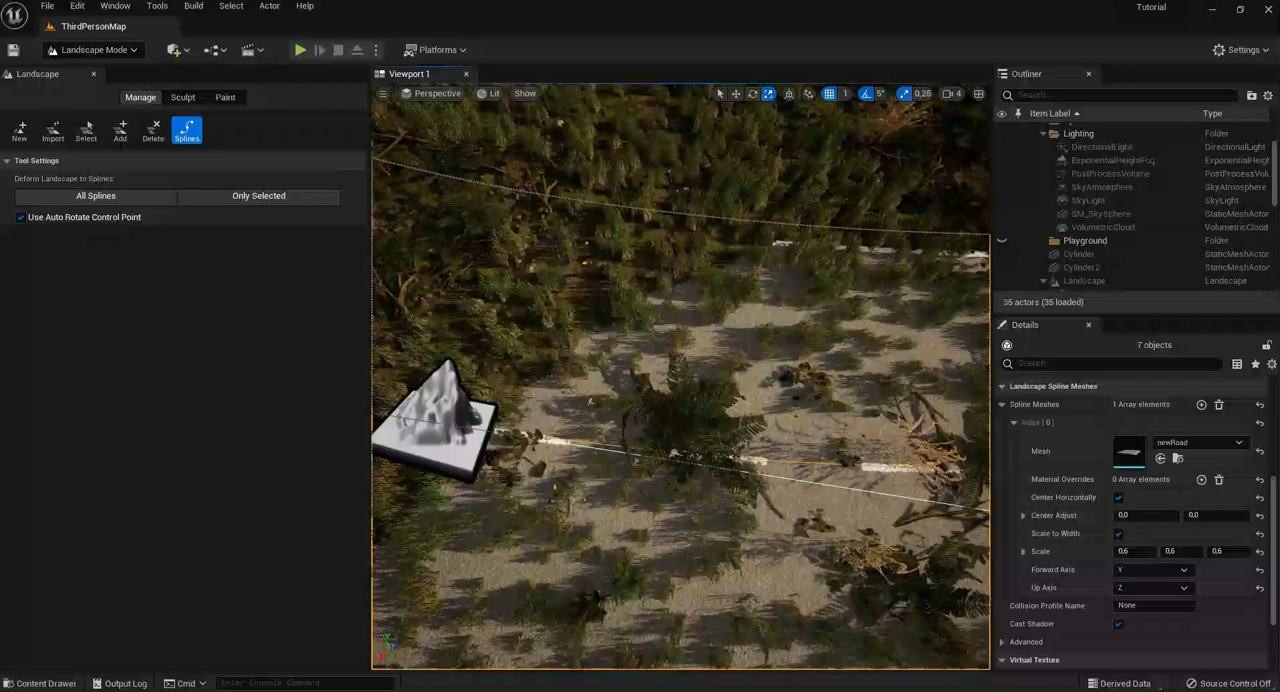 File Edit Window Tools Build Select Actor Help
Tutorial
ThirdPersonMap
Landscape Mode
Platforms
Settings
Landscape
Viewport 1
Outliner
Manage Sculpt Paint
Perspective Lit Show 1 5° 0,25 4
Search...
New Import Select Add Delete Splines
Item Label Type
Lighting Folder
DirectionalLight DirectionalLight
ExponentialHeightFog ExponentialHeigh
PostProcessVolume PostProcessVolum
SkyAtmosphere SkyAtmosphere
SkyLight SkyLight
SM_SkySphere StaticMeshActor
VolumetricCloud VolumetricCloud
Playground Folder
Cylinder StaticMeshActor
Cylinder2 StaticMeshActor
Landscape Landscape
35 actors (35 loaded)
Tool Settings
Deform Landscape to Splines:
All Splines Only Selected
Use Auto Rotate Control Point
Details
7 objects
Search
Landscape Spline Meshes
Spline Meshes 1 Array elements
Index [ 0 ]
Mesh newRoad
Material Overrides 0 Array elements
Center Horizontally
Center Adjust 0,0 0,0
Scale to Width
Scale 0,6 0,6 0,6
Forward Axis Y
Up Axis Z
Collision Profile Name None
Cast Shadow
Advanced
Virtual Texture
Content Drawer Output Log Cmd Enter Console Command Derived Data Source Control Off